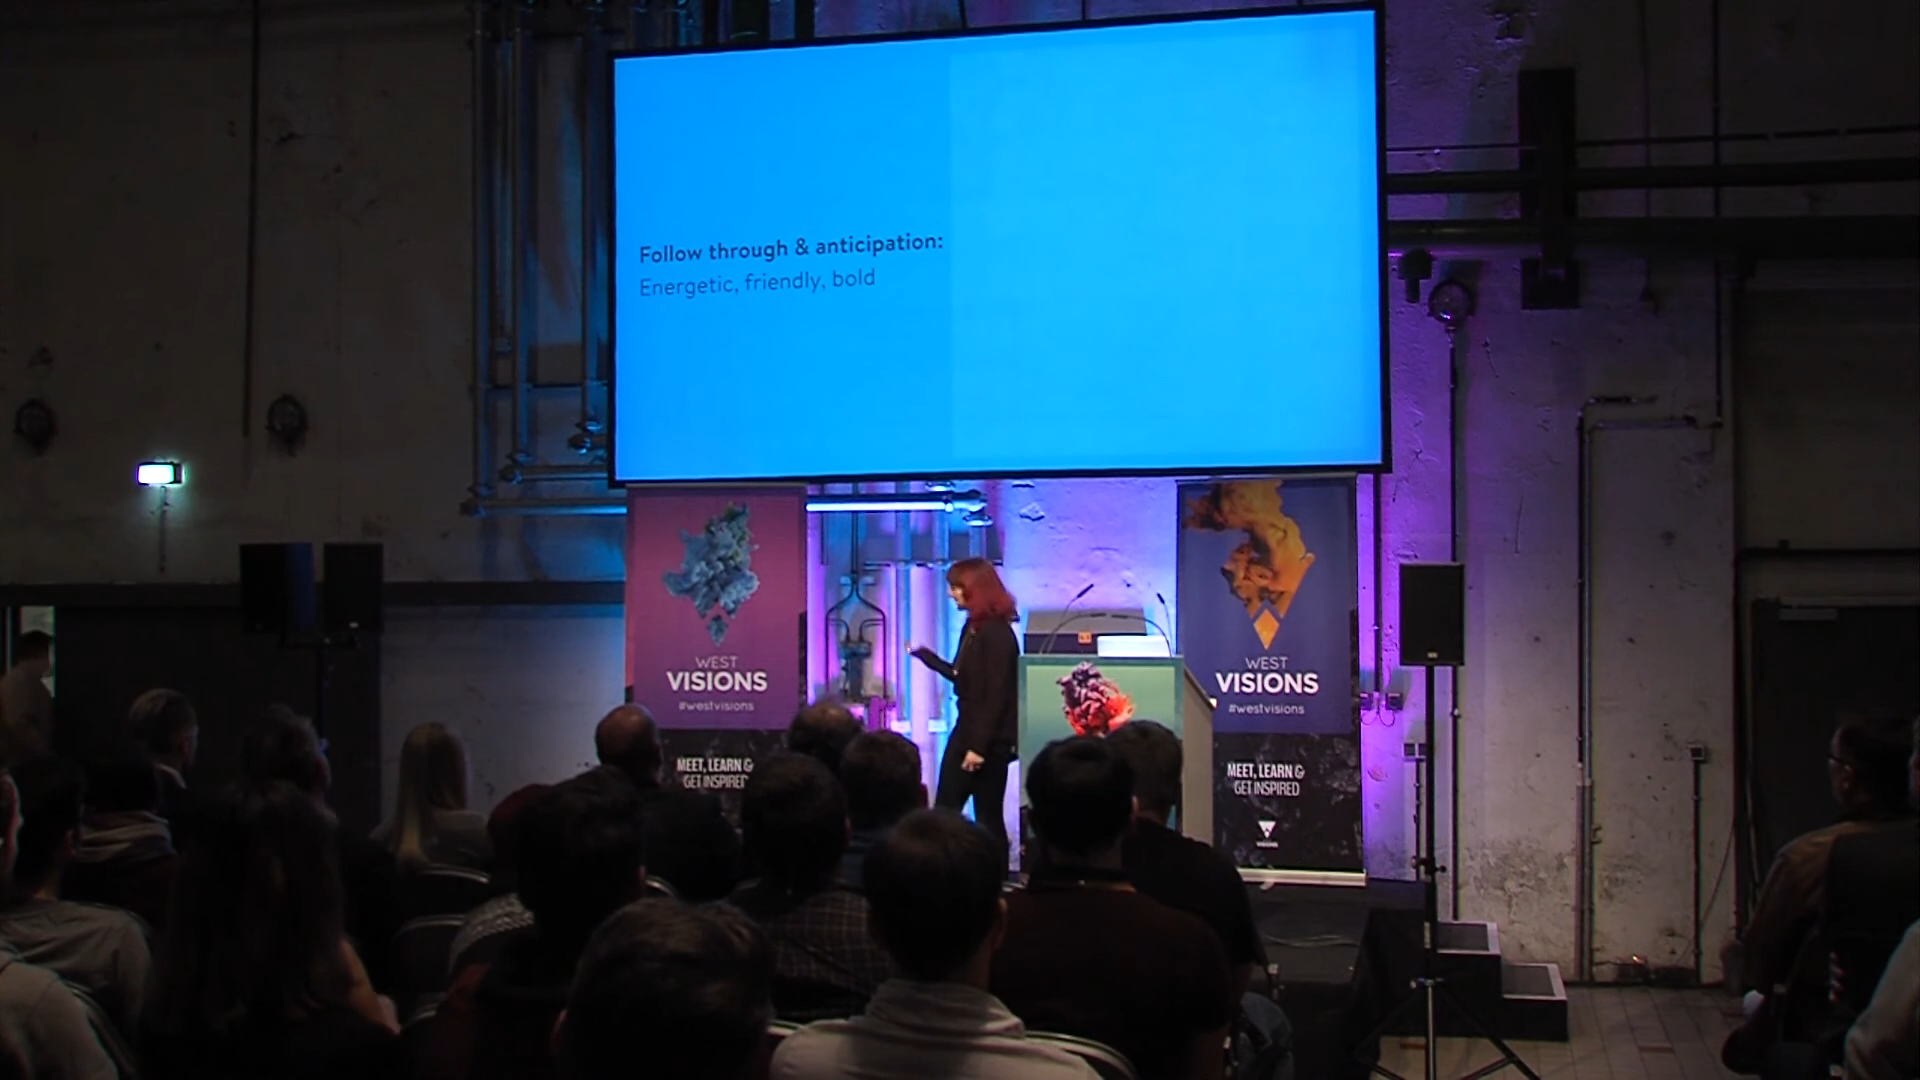 Follow through & anticipation:
Energetic, friendly, bold
WEST
VISIONS
#westvisions
MEET, LEARN &
GET INSPIRED
WEST
VISIONS
#westvisions
MEET, LEARN &
GET INSPIRED
VISIONS